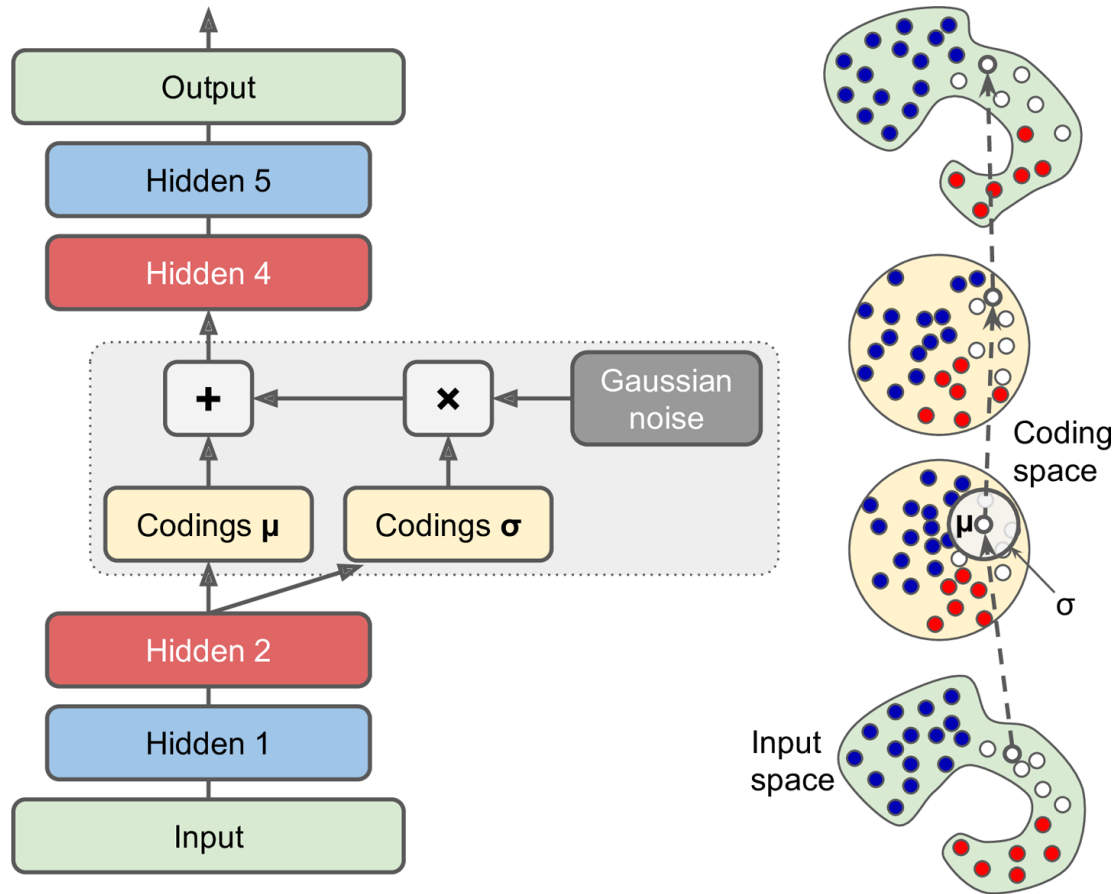 Output
Hidden 5
Hidden 4
+
×
Gaussian
noise
Codings μ
Codings σ
Hidden 2
Hidden 1
Input
Coding
space
μ
σ
Input
space